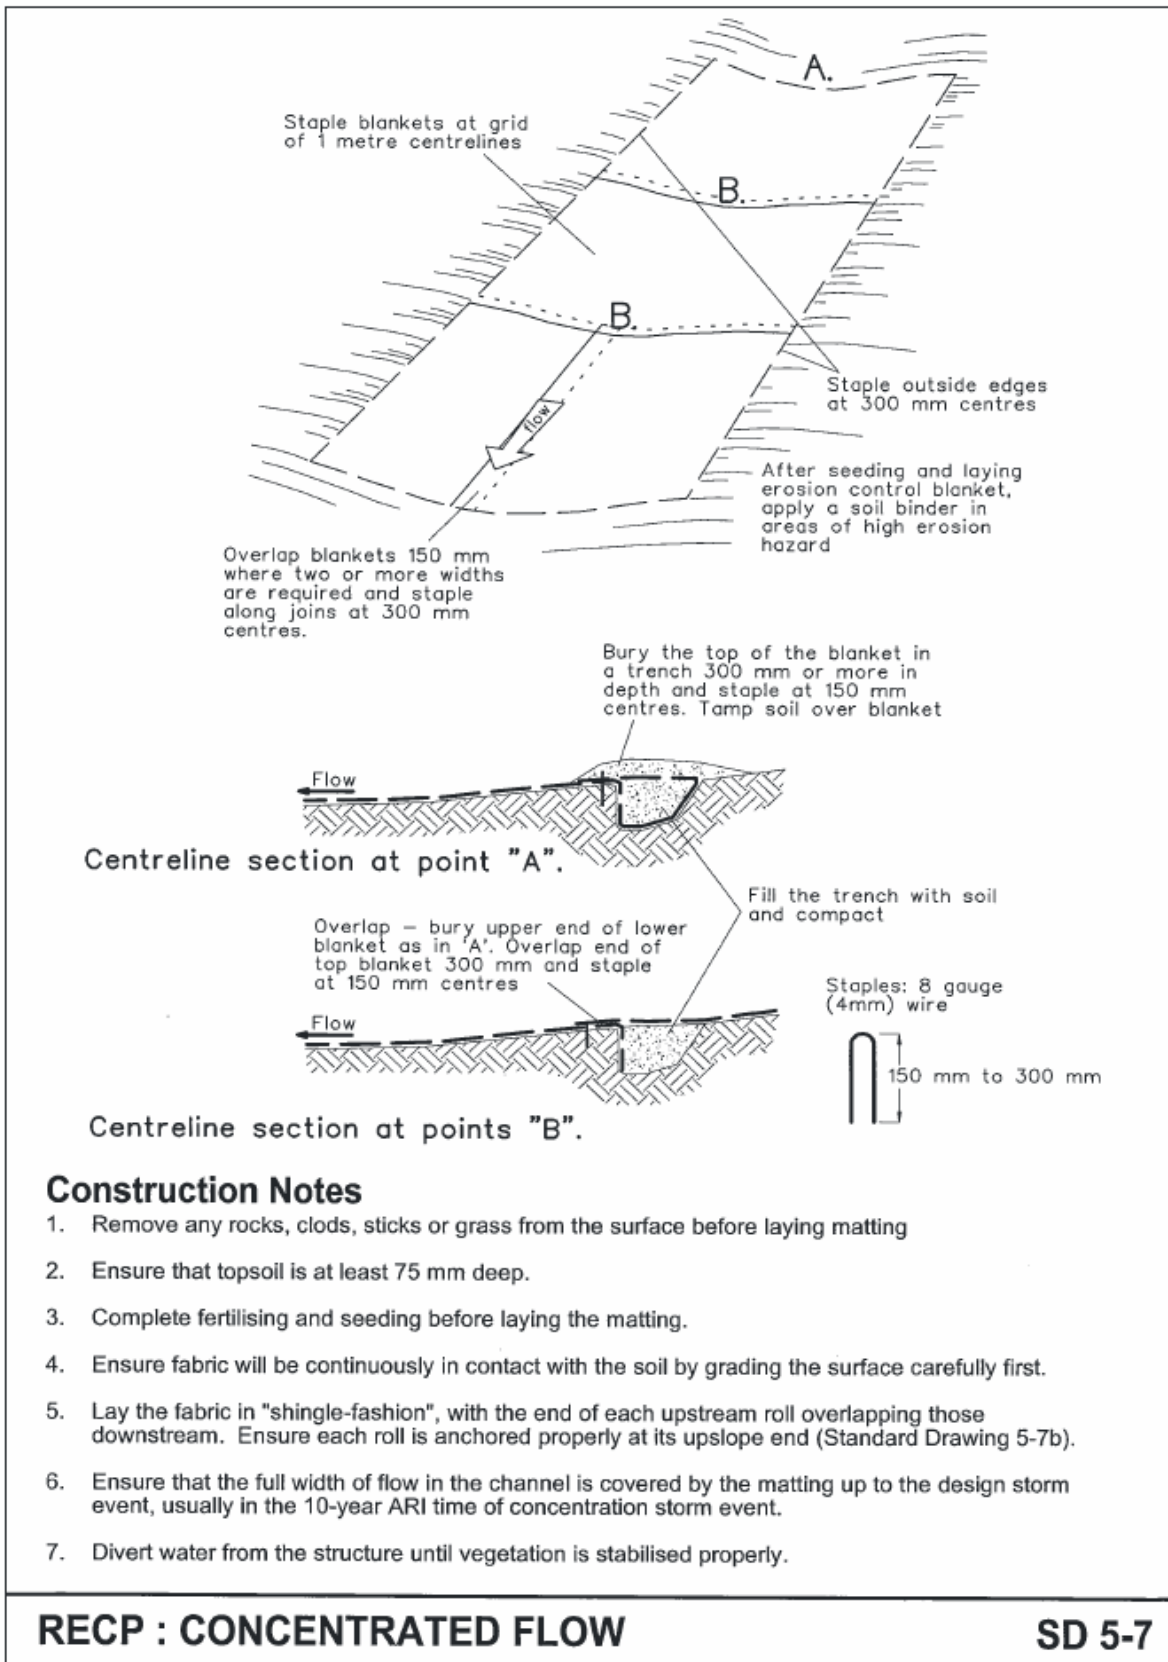 A.
Staple blankets at grid
of 1 metre centrelines
B.
B.
Staple outside edges
at 300 mm centres
flow
After seeding and laying
erosion control blanket,
apply a soil binder in
areas of high erosion
hazard
Overlap blankets 150 mm
where two or more widths
are required and staple
along joins at 300 mm
centres.
Bury the top of the blanket in
a trench 300 mm or more in
depth and staple at 150 mm
centres. Tamp soil over blanket
Flow
Centreline section at point "A".
Fill the trench with soil
and compact
Overlap – bury upper end of lower
blanket as in 'A'. Overlap end of
top blanket 300 mm and staple
at 150 mm centres
Staples: 8 gauge
(4mm) wire
Flow
150 mm to 300 mm
Centreline section at points "B".
Construction Notes
1. Remove any rocks, clods, sticks or grass from the surface before laying matting
2. Ensure that topsoil is at least 75 mm deep.
3. Complete fertilising and seeding before laying the matting.
4. Ensure fabric will be continuously in contact with the soil by grading the surface carefully first.
5. Lay the fabric in "shingle-fashion", with the end of each upstream roll overlapping those
downstream. Ensure each roll is anchored properly at its upslope end (Standard Drawing 5-7b).
6. Ensure that the full width of flow in the channel is covered by the matting up to the design storm
event, usually in the 10-year ARI time of concentration storm event.
7. Divert water from the structure until vegetation is stabilised properly.
RECP : CONCENTRATED FLOW
SD 5-7